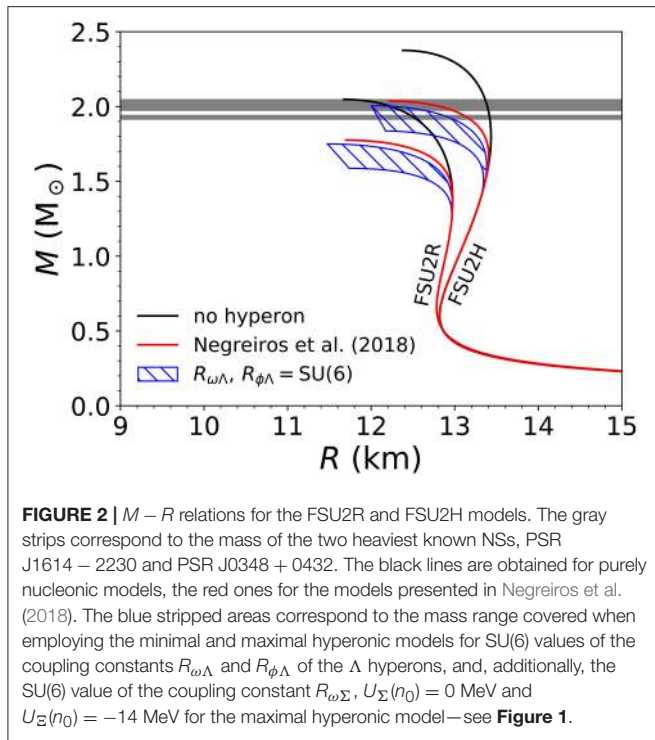 2.5
2.0
1.5
1.0
0.5
0.0
M (M⊙)
FSU2R
FSU2H
no hyperon
Negreiros et al. (2018)
RωΛ, RϕΛ = SU(6)
9 10 11 12 13 14 15
R (km)
FIGURE 2 | M – R relations for the FSU2R and FSU2H models. The gray
strips correspond to the mass of the two heaviest known NSs, PSR
J1614 – 2230 and PSR J0348 + 0432. The black lines are obtained for purely
nucleonic models, the red ones for the models presented in Negreiros et al.
(2018). The blue stripped areas correspond to the mass range covered when
employing the minimal and maximal hyperonic models for SU(6) values of the
coupling constants RωΛ and RϕΛ of the Λ hyperons, and, additionally, the
SU(6) value of the coupling constant RωΣ, UΣ(n0) = 0 MeV and
UΞ(n0) = −14 MeV for the maximal hyperonic model—see Figure 1.